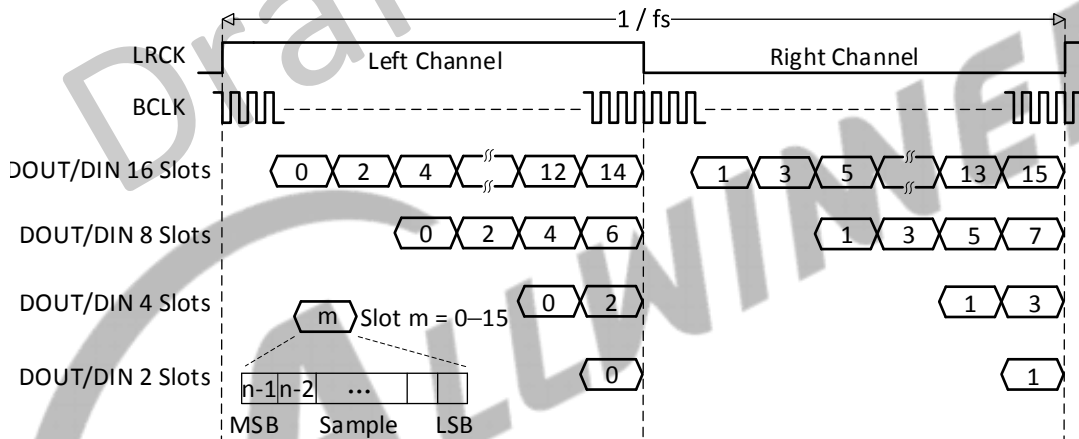 1 / fs
LRCK Left Channel Right Channel
BCLK
DOUT/DIN 16 Slots 0 2 4 12 14 1 3 5 13 15
DOUT/DIN 8 Slots 0 2 4 6 1 3 5 7
DOUT/DIN 4 Slots 0 2 1 3
m Slot m = 0–15
DOUT/DIN 2 Slots 0 1
n-1 n-2 ...
MSB Sample LSB
Dra
ALLWINNE